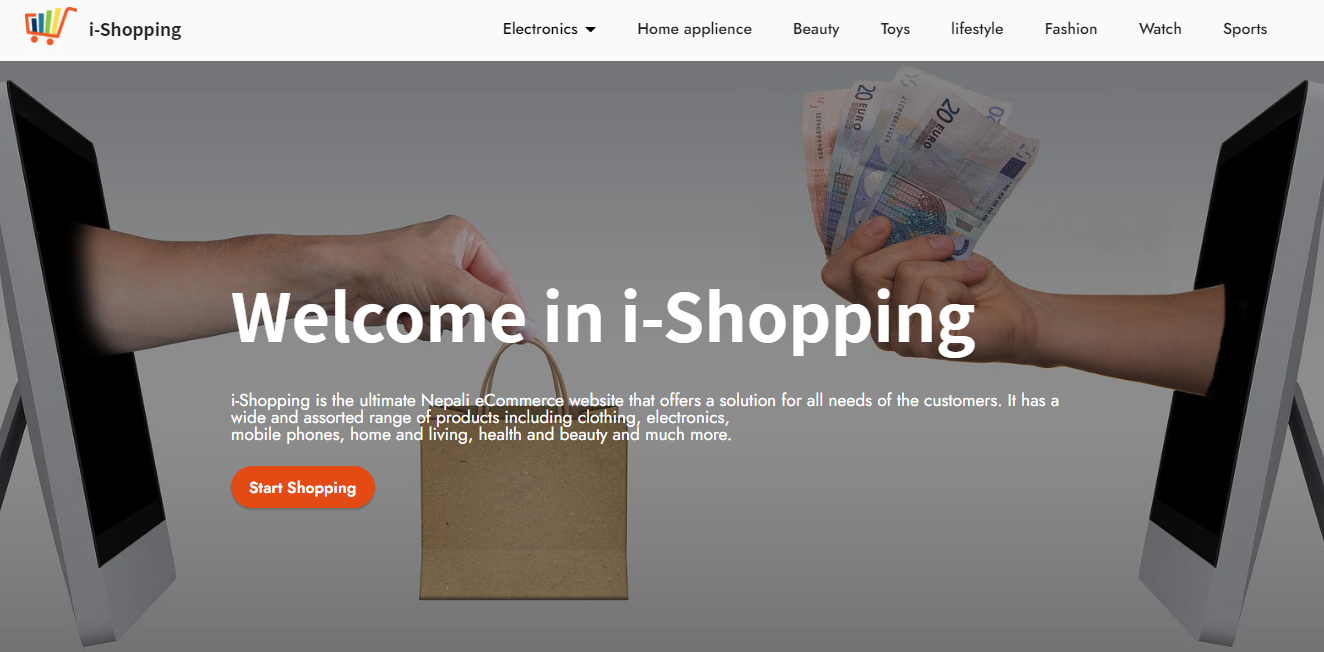 i-Shopping
Electronics
Home applience
Beauty
Toys
lifestyle
Fashion
Watch
Sports
20 EURO
20 EURO
Welcome in i-Shopping
i-Shopping is the ultimate Nepali eCommerce website that offers a solution for all needs of the customers. It has a
wide and assorted range of products including clothing, electronics,
mobile phones, home and living, health and beauty and much more.
Start Shopping